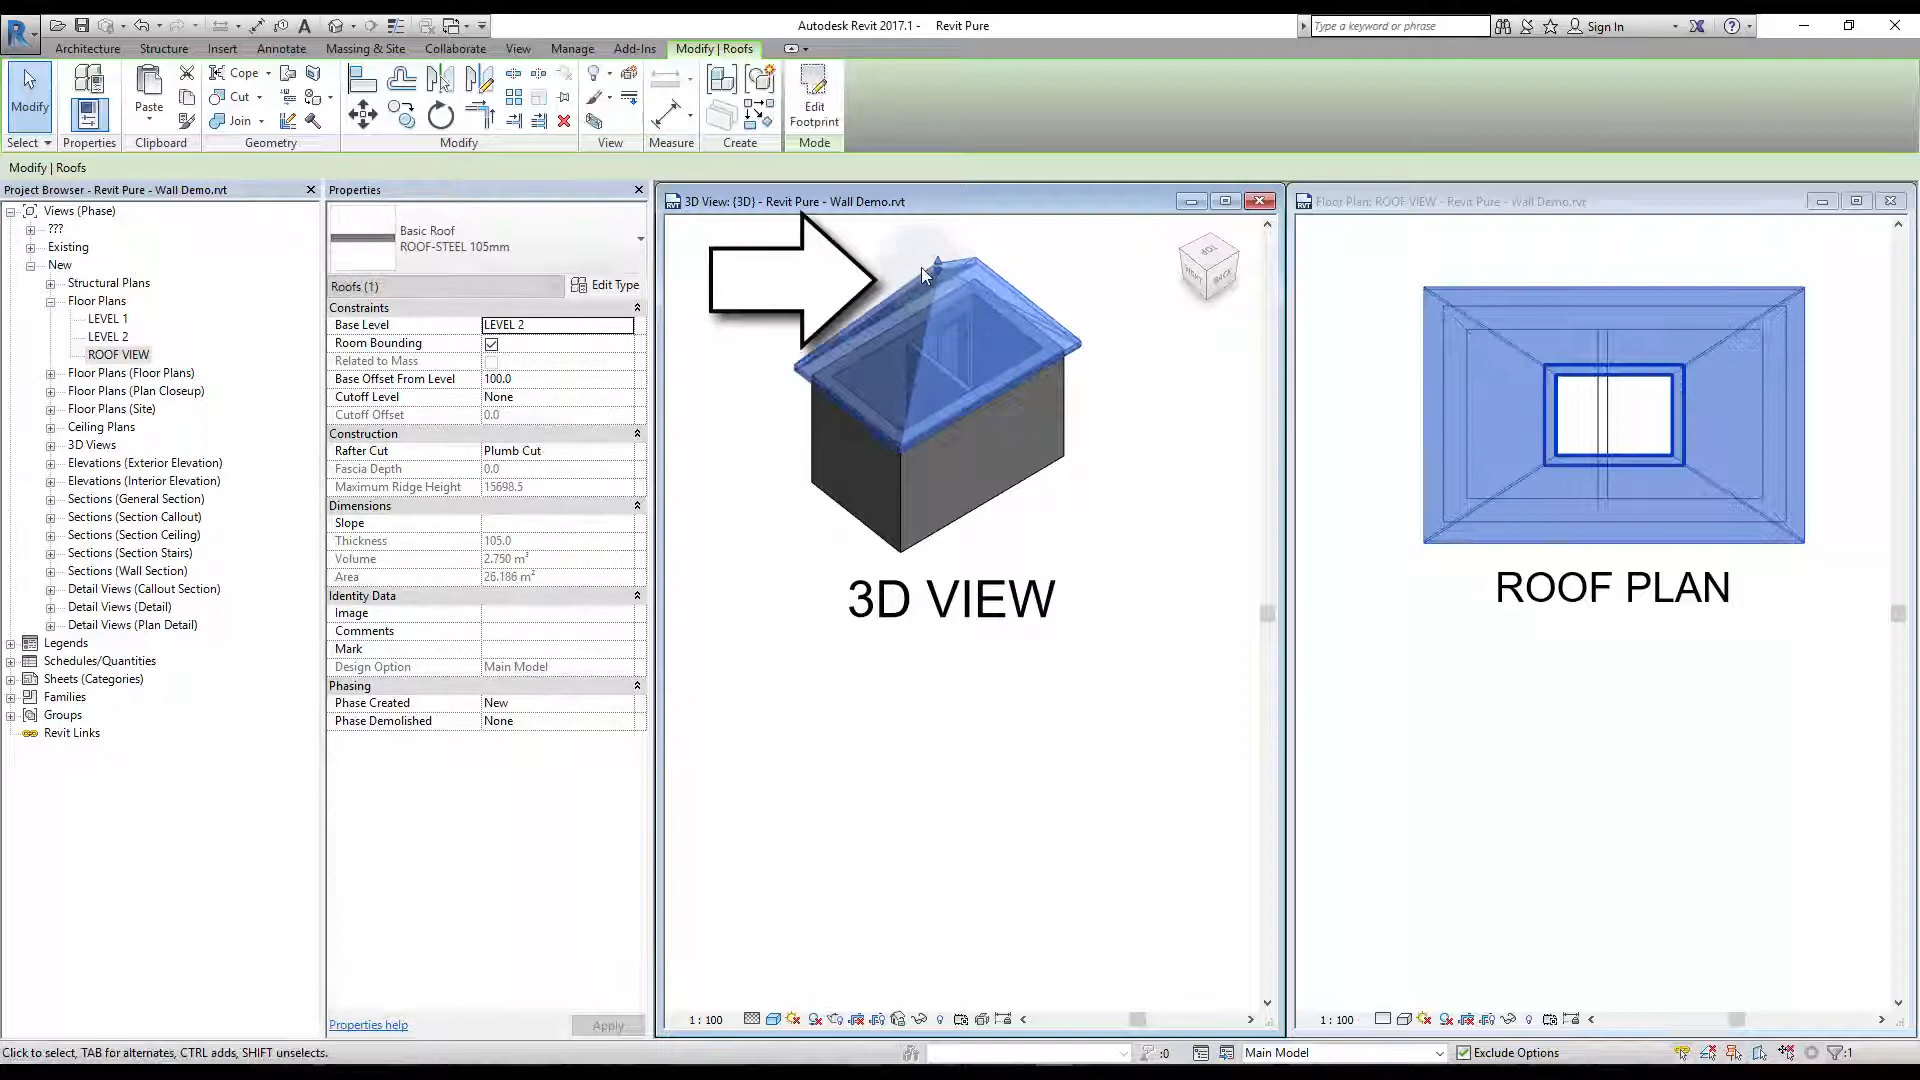 Autodesk Revit 2017.1 - Revit Pure
Type a keyword or phrase
Sign In
Architecture Structure Insert Annotate Massing & Site Collaborate View Manage Add-Ins Modify | Roofs
Modify
Paste
Cope
Cut
Join
Edit
Footprint
Select Properties Clipboard Geometry Modify View Measure Create Mode
Modify | Roofs
Project Browser - Revit Pure - Wall Demo.rvt
Views (Phase)
???
Existing
New
Structural Plans
Floor Plans
LEVEL 1
LEVEL 2
ROOF VIEW
Floor Plans (Floor Plans)
Floor Plans (Plan Closeup)
Floor Plans (Site)
Ceiling Plans
3D Views
Elevations (Exterior Elevation)
Elevations (Interior Elevation)
Sections (General Section)
Sections (Section Callout)
Sections (Section Ceiling)
Sections (Section Stairs)
Sections (Wall Section)
Detail Views (Callout Section)
Detail Views (Detail)
Detail Views (Plan Detail)
Legends
Schedules/Quantities
Sheets (Categories)
Families
Groups
Revit Links
Properties
Basic Roof
ROOF-STEEL 105mm
Roofs (1) Edit Type
Constraints
Base Level LEVEL 2
Room Bounding
Related to Mass
Base Offset From Level 100.0
Cutoff Level None
Cutoff Offset 0.0
Construction
Rafter Cut Plumb Cut
Fascia Depth 0.0
Maximum Ridge Height 15698.5
Dimensions
Slope
Thickness 105.0
Volume 2.750 m³
Area 26.186 m²
Identity Data
Image
Comments
Mark
Design Option Main Model
Phasing
Phase Created New
Phase Demolished None
Properties help Apply
3D View: {3D} - Revit Pure - Wall Demo.rvt
TOP
RIGHT BACK
3D VIEW
1 : 100
Floor Plan: ROOF VIEW - Revit Pure - Wall Demo.rvt
ROOF PLAN
1 : 100
Click to select, TAB for alternates, CTRL adds, SHIFT unselects.
:0
Main Model
Exclude Options
:1